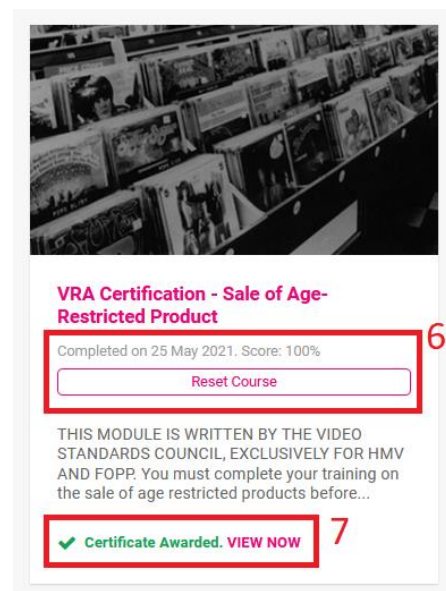 VRA Certification - Sale of Age-
Restricted Product
6
Completed on 25 May 2021. Score: 100%
Reset Course
THIS MODULE IS WRITTEN BY THE VIDEO
STANDARDS COUNCIL, EXCLUSIVELY FOR HMV
AND FOPP. You must complete your training on
the sale of age restricted products before...
Certificate Awarded. VIEW NOW
7